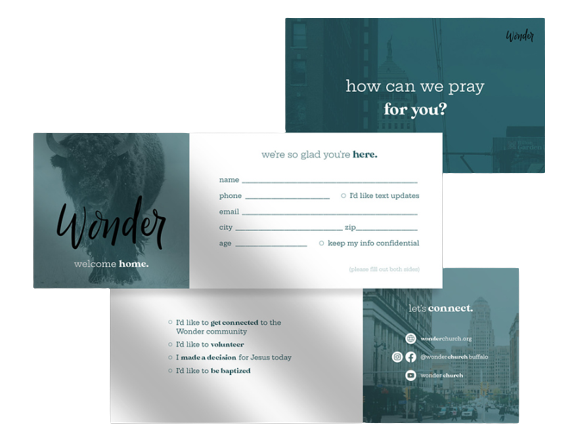 Wonder
how can we pray
for you?
Wonder
welcome home.
we're so glad you're here.
name
phone
I'd like text updates
email
city
zip
age
keep my info confidential
(please fill out both sides)
I'd like to get connected to the
Wonder community
I'd like to volunteer
I made a decision for Jesus today
I'd like to be baptized
let's connect.
wonderchurch.org
@wonderchurch.buffalo
wonderchurch